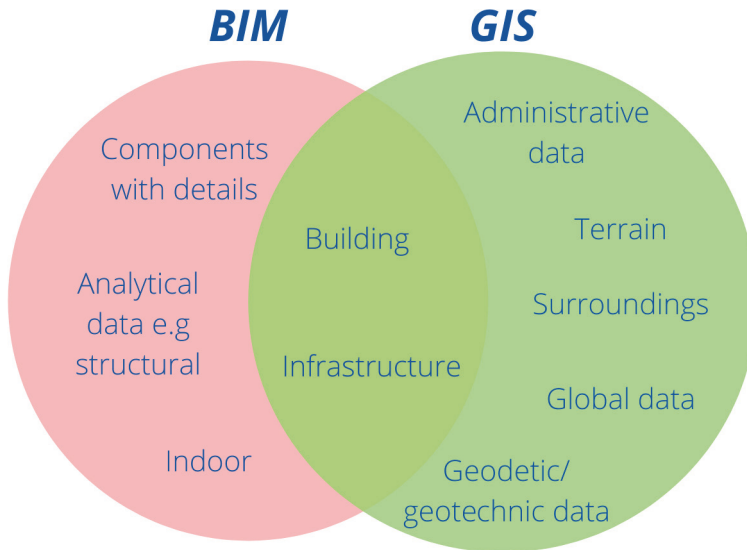 BIM
GIS
Components
with details
Analytical
data e.g
structural
Indoor
Building
Infrastructure
Administrative
data
Terrain
Surroundings
Global data
Geodetic/
geotechnic data